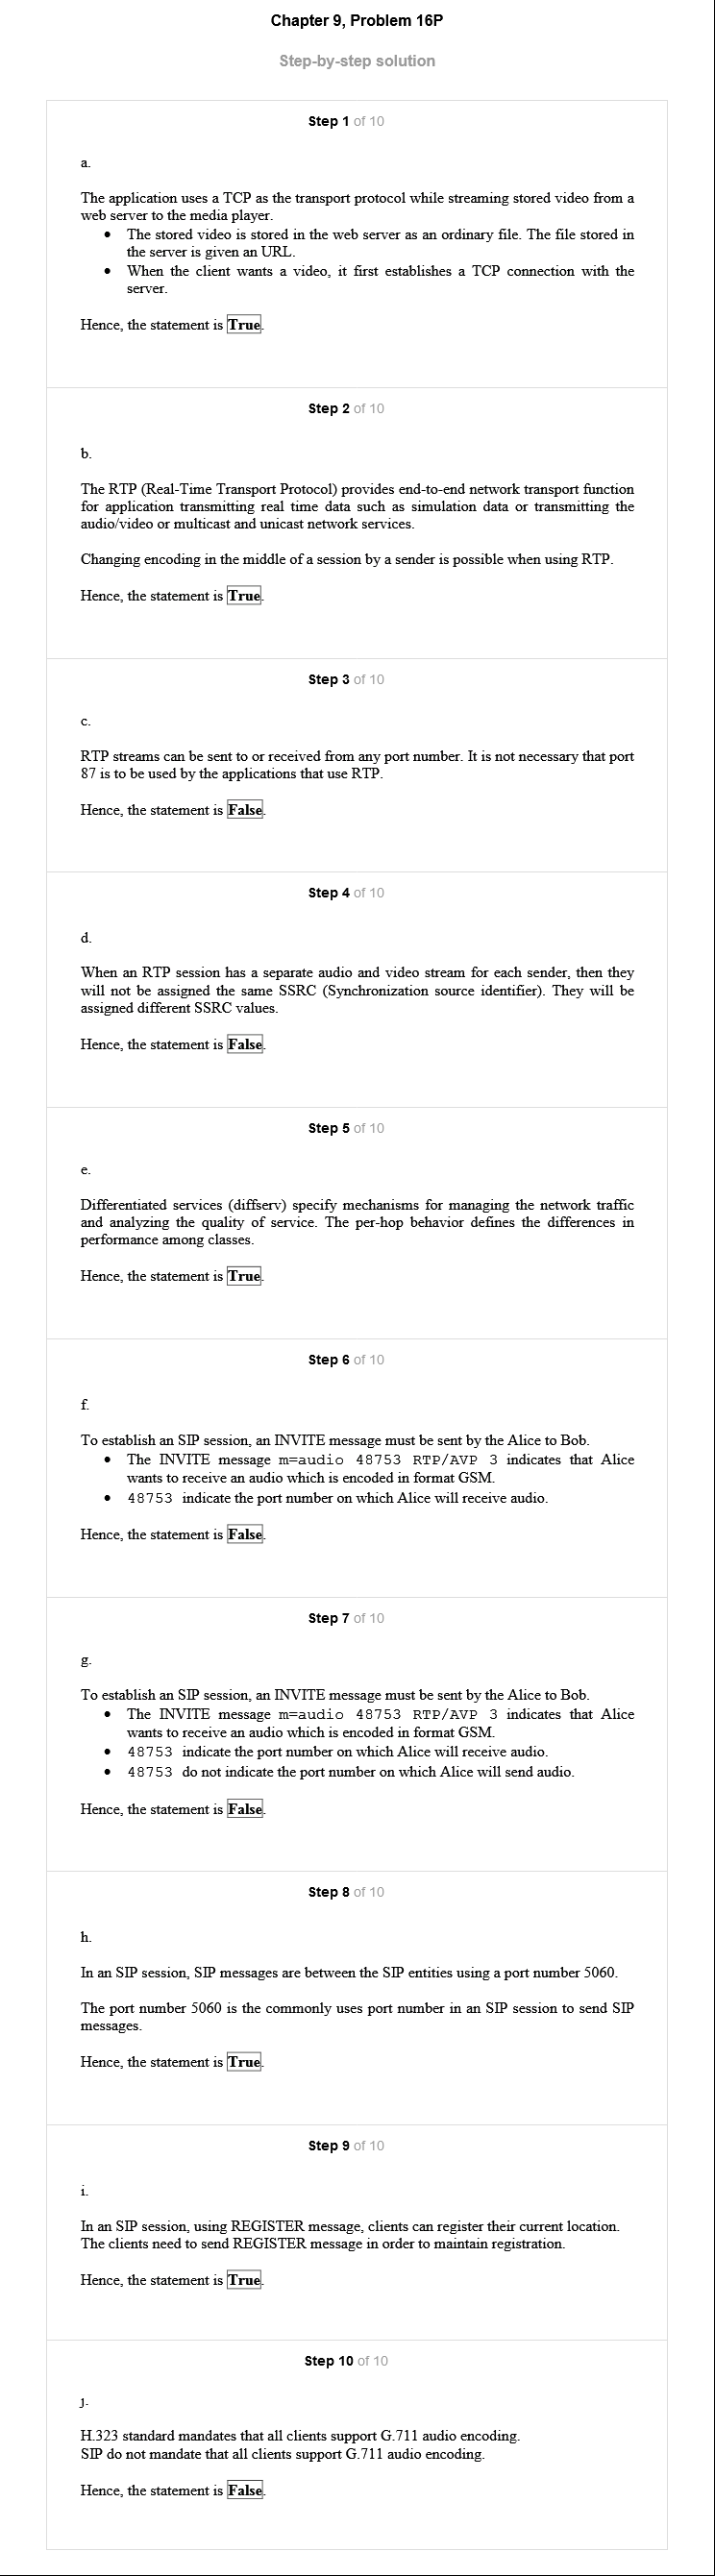 Chapter 9, Problem 16P
Step-by-step solution
Step 1 of 10
a.
The application uses a TCP as the transport protocol while streaming stored video from a
web server to the media player.
• The stored video is stored in the web server as an ordinary file. The file stored in
the server is given an URL.
• When the client wants a video, it first establishes a TCP connection with the
server.
Hence, the statement is True.
Step 2 of 10
b.
The RTP (Real-Time Transport Protocol) provides end-to-end network transport function
for application transmitting real time data such as simulation data or transmitting the
audio/video or multicast and unicast network services.
Changing encoding in the middle of a session by a sender is possible when using RTP.
Hence, the statement is True.
Step 3 of 10
c.
RTP streams can be sent to or received from any port number. It is not necessary that port
87 is to be used by the applications that use RTP.
Hence, the statement is False.
Step 4 of 10
d.
When an RTP session has a separate audio and video stream for each sender, then they
will not be assigned the same SSRC (Synchronization source identifier). They will be
assigned different SSRC values.
Hence, the statement is False.
Step 5 of 10
e.
Differentiated services (diffserv) specify mechanisms for managing the network traffic
and analyzing the quality of service. The per-hop behavior defines the differences in
performance among classes.
Hence, the statement is True.
Step 6 of 10
f.
To establish an SIP session, an INVITE message must be sent by the Alice to Bob.
• The INVITE message m=audio 48753 RTP/AVP 3 indicates that Alice
wants to receive an audio which is encoded in format GSM.
• 48753 indicate the port number on which Alice will receive audio.
Hence, the statement is False.
Step 7 of 10
g.
To establish an SIP session, an INVITE message must be sent by the Alice to Bob.
• The INVITE message m=audio 48753 RTP/AVP 3 indicates that Alice
wants to receive an audio which is encoded in format GSM.
• 48753 indicate the port number on which Alice will receive audio.
• 48753 do not indicate the port number on which Alice will send audio.
Hence, the statement is False.
Step 8 of 10
h.
In an SIP session, SIP messages are between the SIP entities using a port number 5060.
The port number 5060 is the commonly uses port number in an SIP session to send SIP
messages.
Hence, the statement is True.
Step 9 of 10
i.
In an SIP session, using REGISTER message, clients can register their current location.
The clients need to send REGISTER message in order to maintain registration.
Hence, the statement is True.
Step 10 of 10
j.
H.323 standard mandates that all clients support G.711 audio encoding.
SIP do not mandate that all clients support G.711 audio encoding.
Hence, the statement is False.